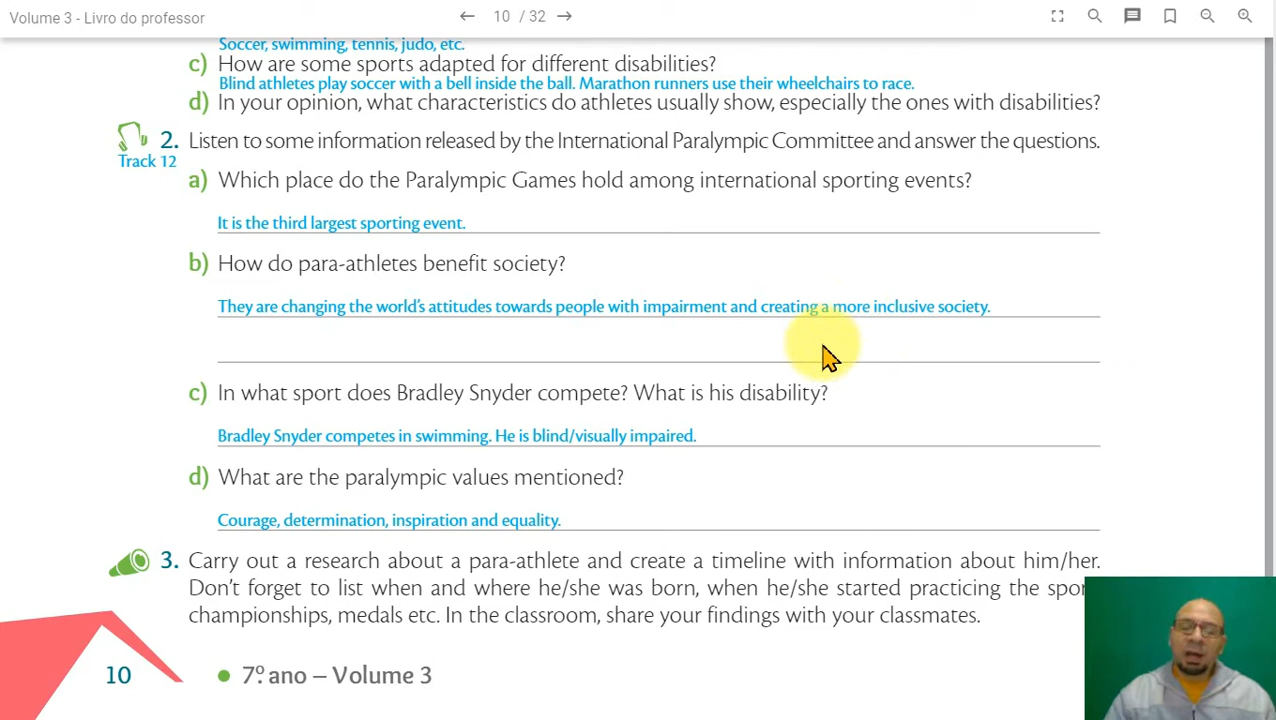 Volume 3 - Livro do professor
10 / 32
Soccer, swimming, tennis, judo, etc.
c) How are some sports adapted for different disabilities?
Blind athletes play soccer with a bell inside the ball. Marathon runners use their wheelchairs to race.
d) In your opinion, what characteristics do athletes usually show, especially the ones with disabilities?
2. Listen to some information released by the International Paralympic Committee and answer the questions.
Track 12
a) Which place do the Paralympic Games hold among international sporting events?
It is the third largest sporting event.
b) How do para-athletes benefit society?
They are changing the world's attitudes towards people with impairment and creating a more inclusive society.
c) In what sport does Bradley Snyder compete? What is his disability?
Bradley Snyder competes in swimming. He is blind/visually impaired.
d) What are the paralympic values mentioned?
Courage, determination, inspiration and equality.
3. Carry out a research about a para-athlete and create a timeline with information about him/her.
Don't forget to list when and where he/she was born, when he/she started practicing the spor
championships, medals etc. In the classroom, share your findings with your classmates.
10 7º. ano – Volume 3